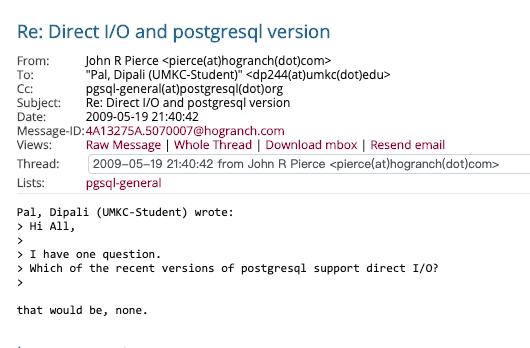 Re: Direct I/O and postgresql version
From: John R Pierce <pierce(at)hogranch(dot)com>
To: "Pal, Dipali (UMKC-Student)" <dp244(at)umkc(dot)edu>
Cc: pgsql-general(at)postgresql(dot)org
Subject: Re: Direct I/O and postgresql version
Date: 2009-05-19 21:40:42
Message-ID: 4A13275A.5070007@hogranch.com
Views: Raw Message | Whole Thread | Download mbox | Resend email
Thread: 2009-05-19 21:40:42 from John R Pierce <pierce(at)hogranch(dot)com>
Lists: pgsql-general
Pal, Dipali (UMKC-Student) wrote:
> Hi All,
>
> I have one question.
> Which of the recent versions of postgresql support direct I/O?
>
that would be, none.